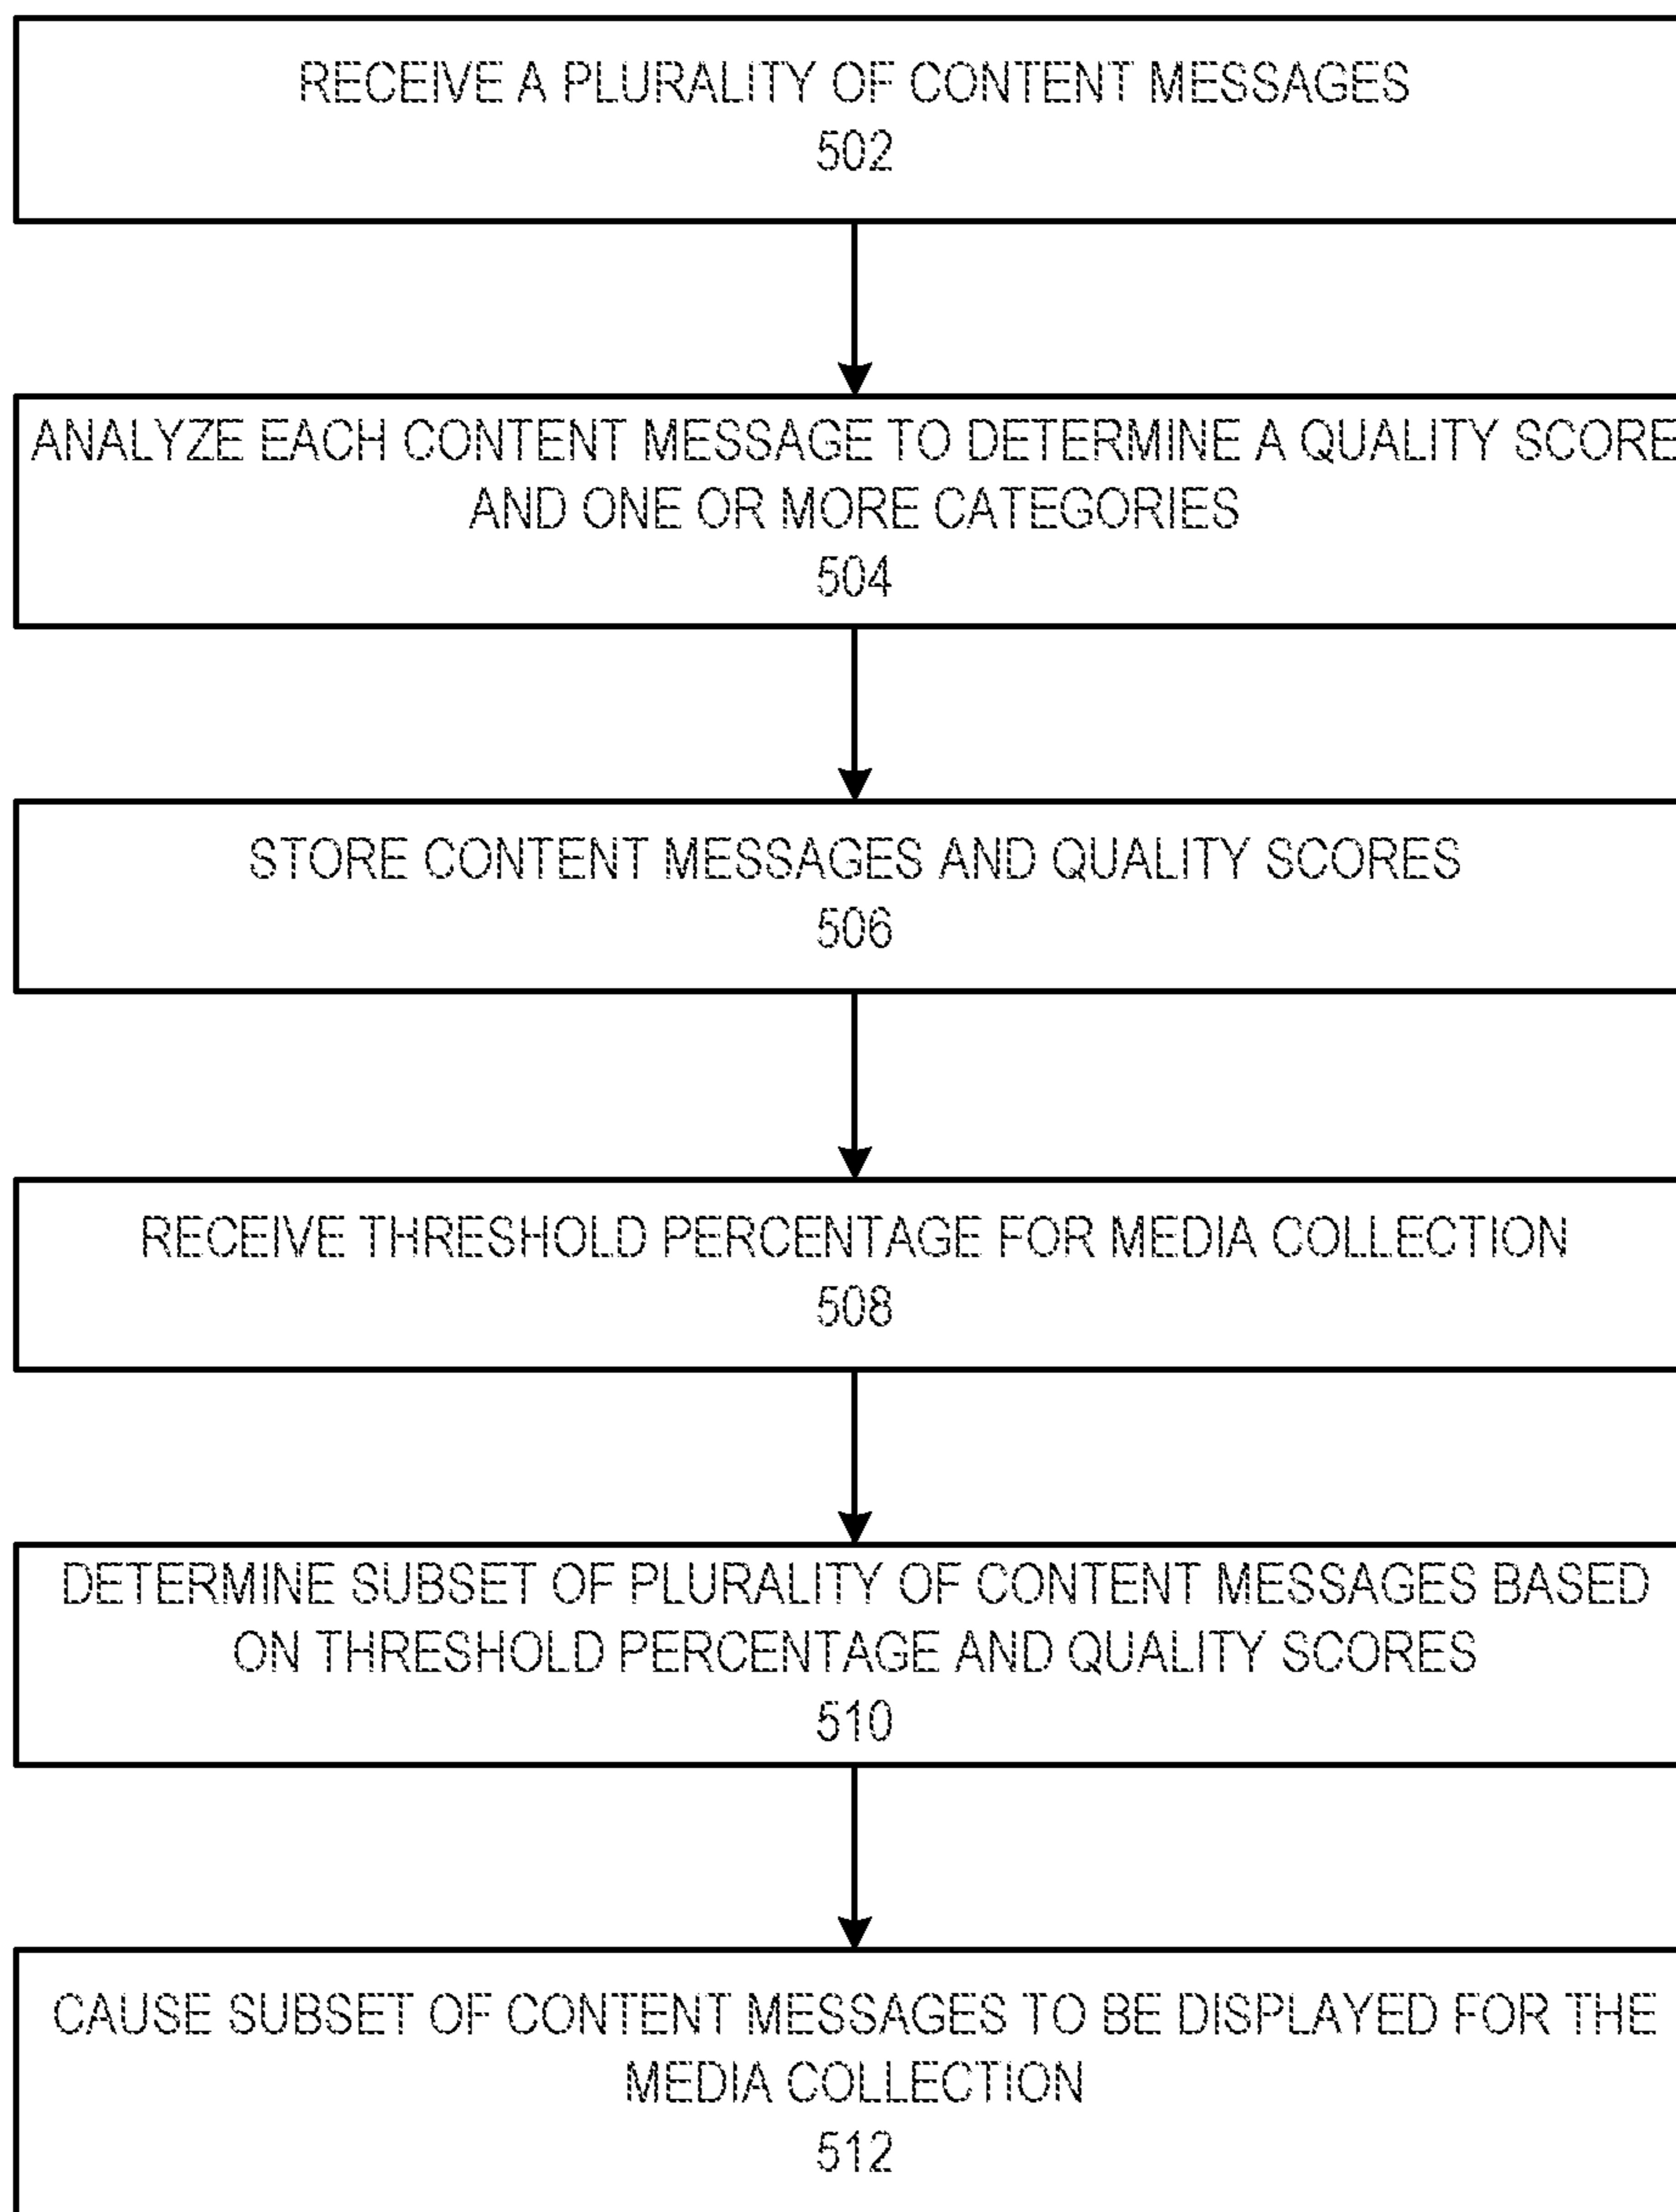 RECEIVE A PLURALITY OF CONTENT MESSAGES
502
ANALYZE EACH CONTENT MESSAGE TO DETERMINE A QUALITY SCORE
AND ONE OR MORE CATEGORIES
504
STORE CONTENT MESSAGES AND QUALITY SCORES
506
RECEIVE THRESHOLD PERCENTAGE FOR MEDIA COLLECTION
508
DETERMINE SUBSET OF PLURALITY OF CONTENT MESSAGES BASED
ON THRESHOLD PERCENTAGE AND QUALITY SCORES
510
CAUSE SUBSET OF CONTENT MESSAGES TO BE DISPLAYED FOR THE
MEDIA COLLECTION
512